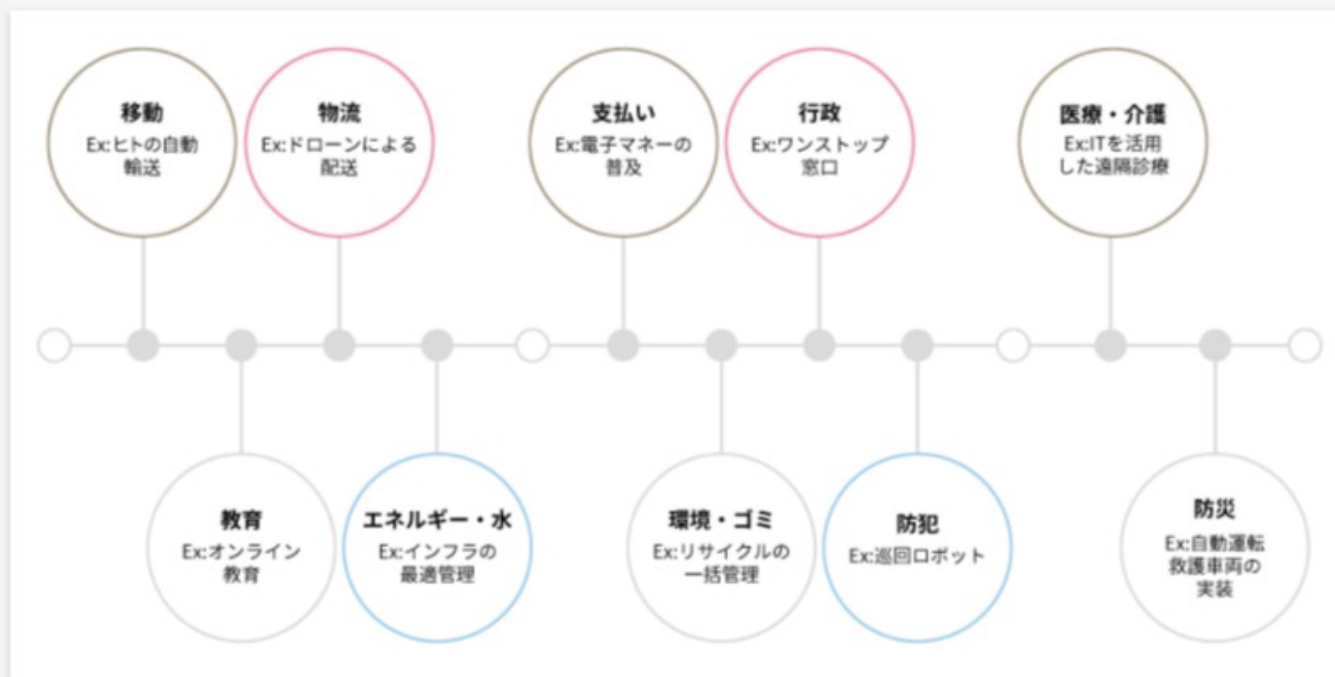 移動
Ex:ヒトの自動
輸送
物流
Ex:ドローンによる
配送
支払い
Ex:電子マネーの
普及
行政
Ex:ワンストップ
窓口
医療・介護
Ex:ITを活用
した遠隔診療
教育
Ex:オンライン
教育
エネルギー・水
Ex:インフラの
最適管理
環境・ゴミ
Ex:リサイクルの
一括管理
防犯
Ex:巡回ロボット
防災
Ex:自動運転
救護車両の
実装